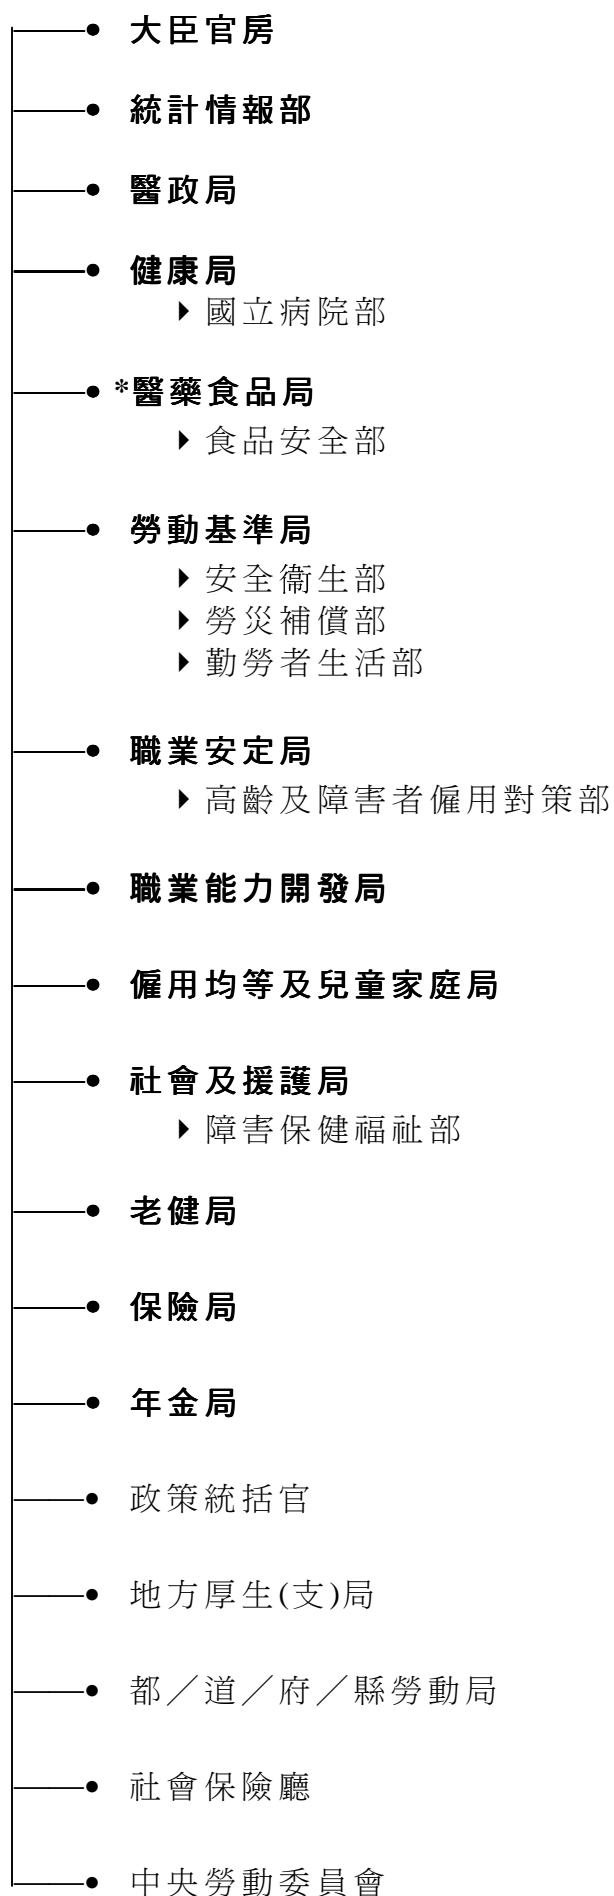 大臣官房
統計情報部
醫政局
健康局
國立病院部
*醫藥食品局
食品安全部
勞動基準局
安全衛生部
勞災補償部
勤勞者生活部
職業安定局
高齡及障害者僱用對策部
職業能力開發局
僱用均等及兒童家庭局
社會及援護局
障害保健福祉部
老健局
保險局
年金局
政策統括官
地方厚生(支)局
都／道／府／縣勞動局
社會保險廳
中央勞動委員會